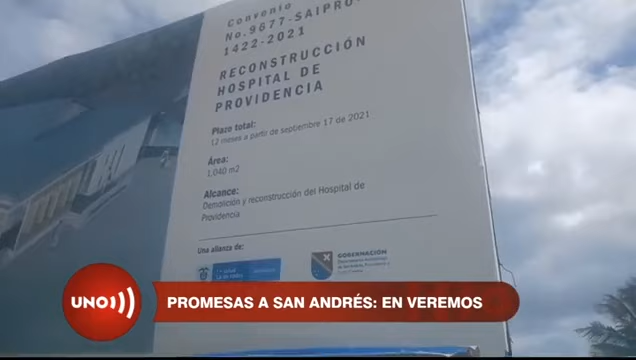 Convenio
No.9677-SAIPRO-
1422-2021
RECONSTRUCCIÓN
HOSPITAL DE
PROVIDENCIA
Plazo total:
12 meses a partir de septiembre 17 de 2021
Área:
1.040 m2
Alcance:
Demolición y reconstrucción del Hospital de
Providencia
Una alianza de:
GOBERNACIÓN
UNO
PROMESAS A SAN ANDRÉS: EN VEREMOS